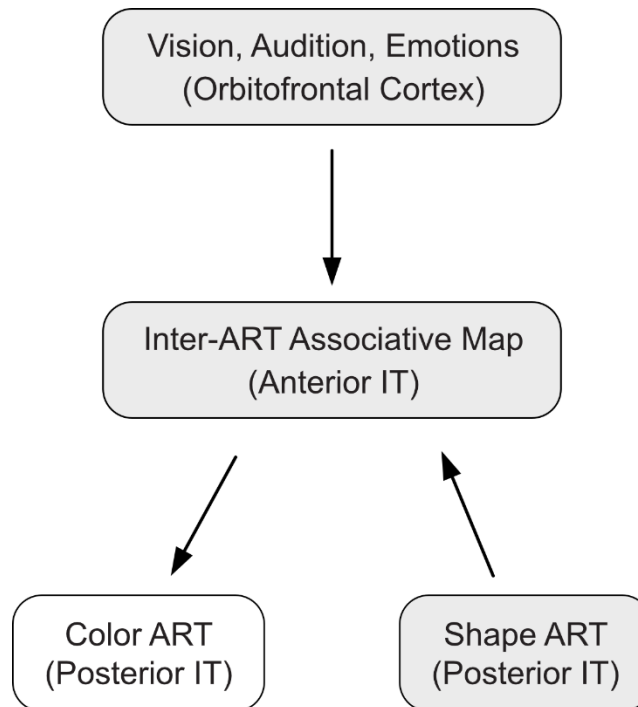 Vision, Audition, Emotions
(Orbitofrontal Cortex)
Inter-ART Associative Map
(Anterior IT)
Color ART
(Posterior IT)
Shape ART
(Posterior IT)